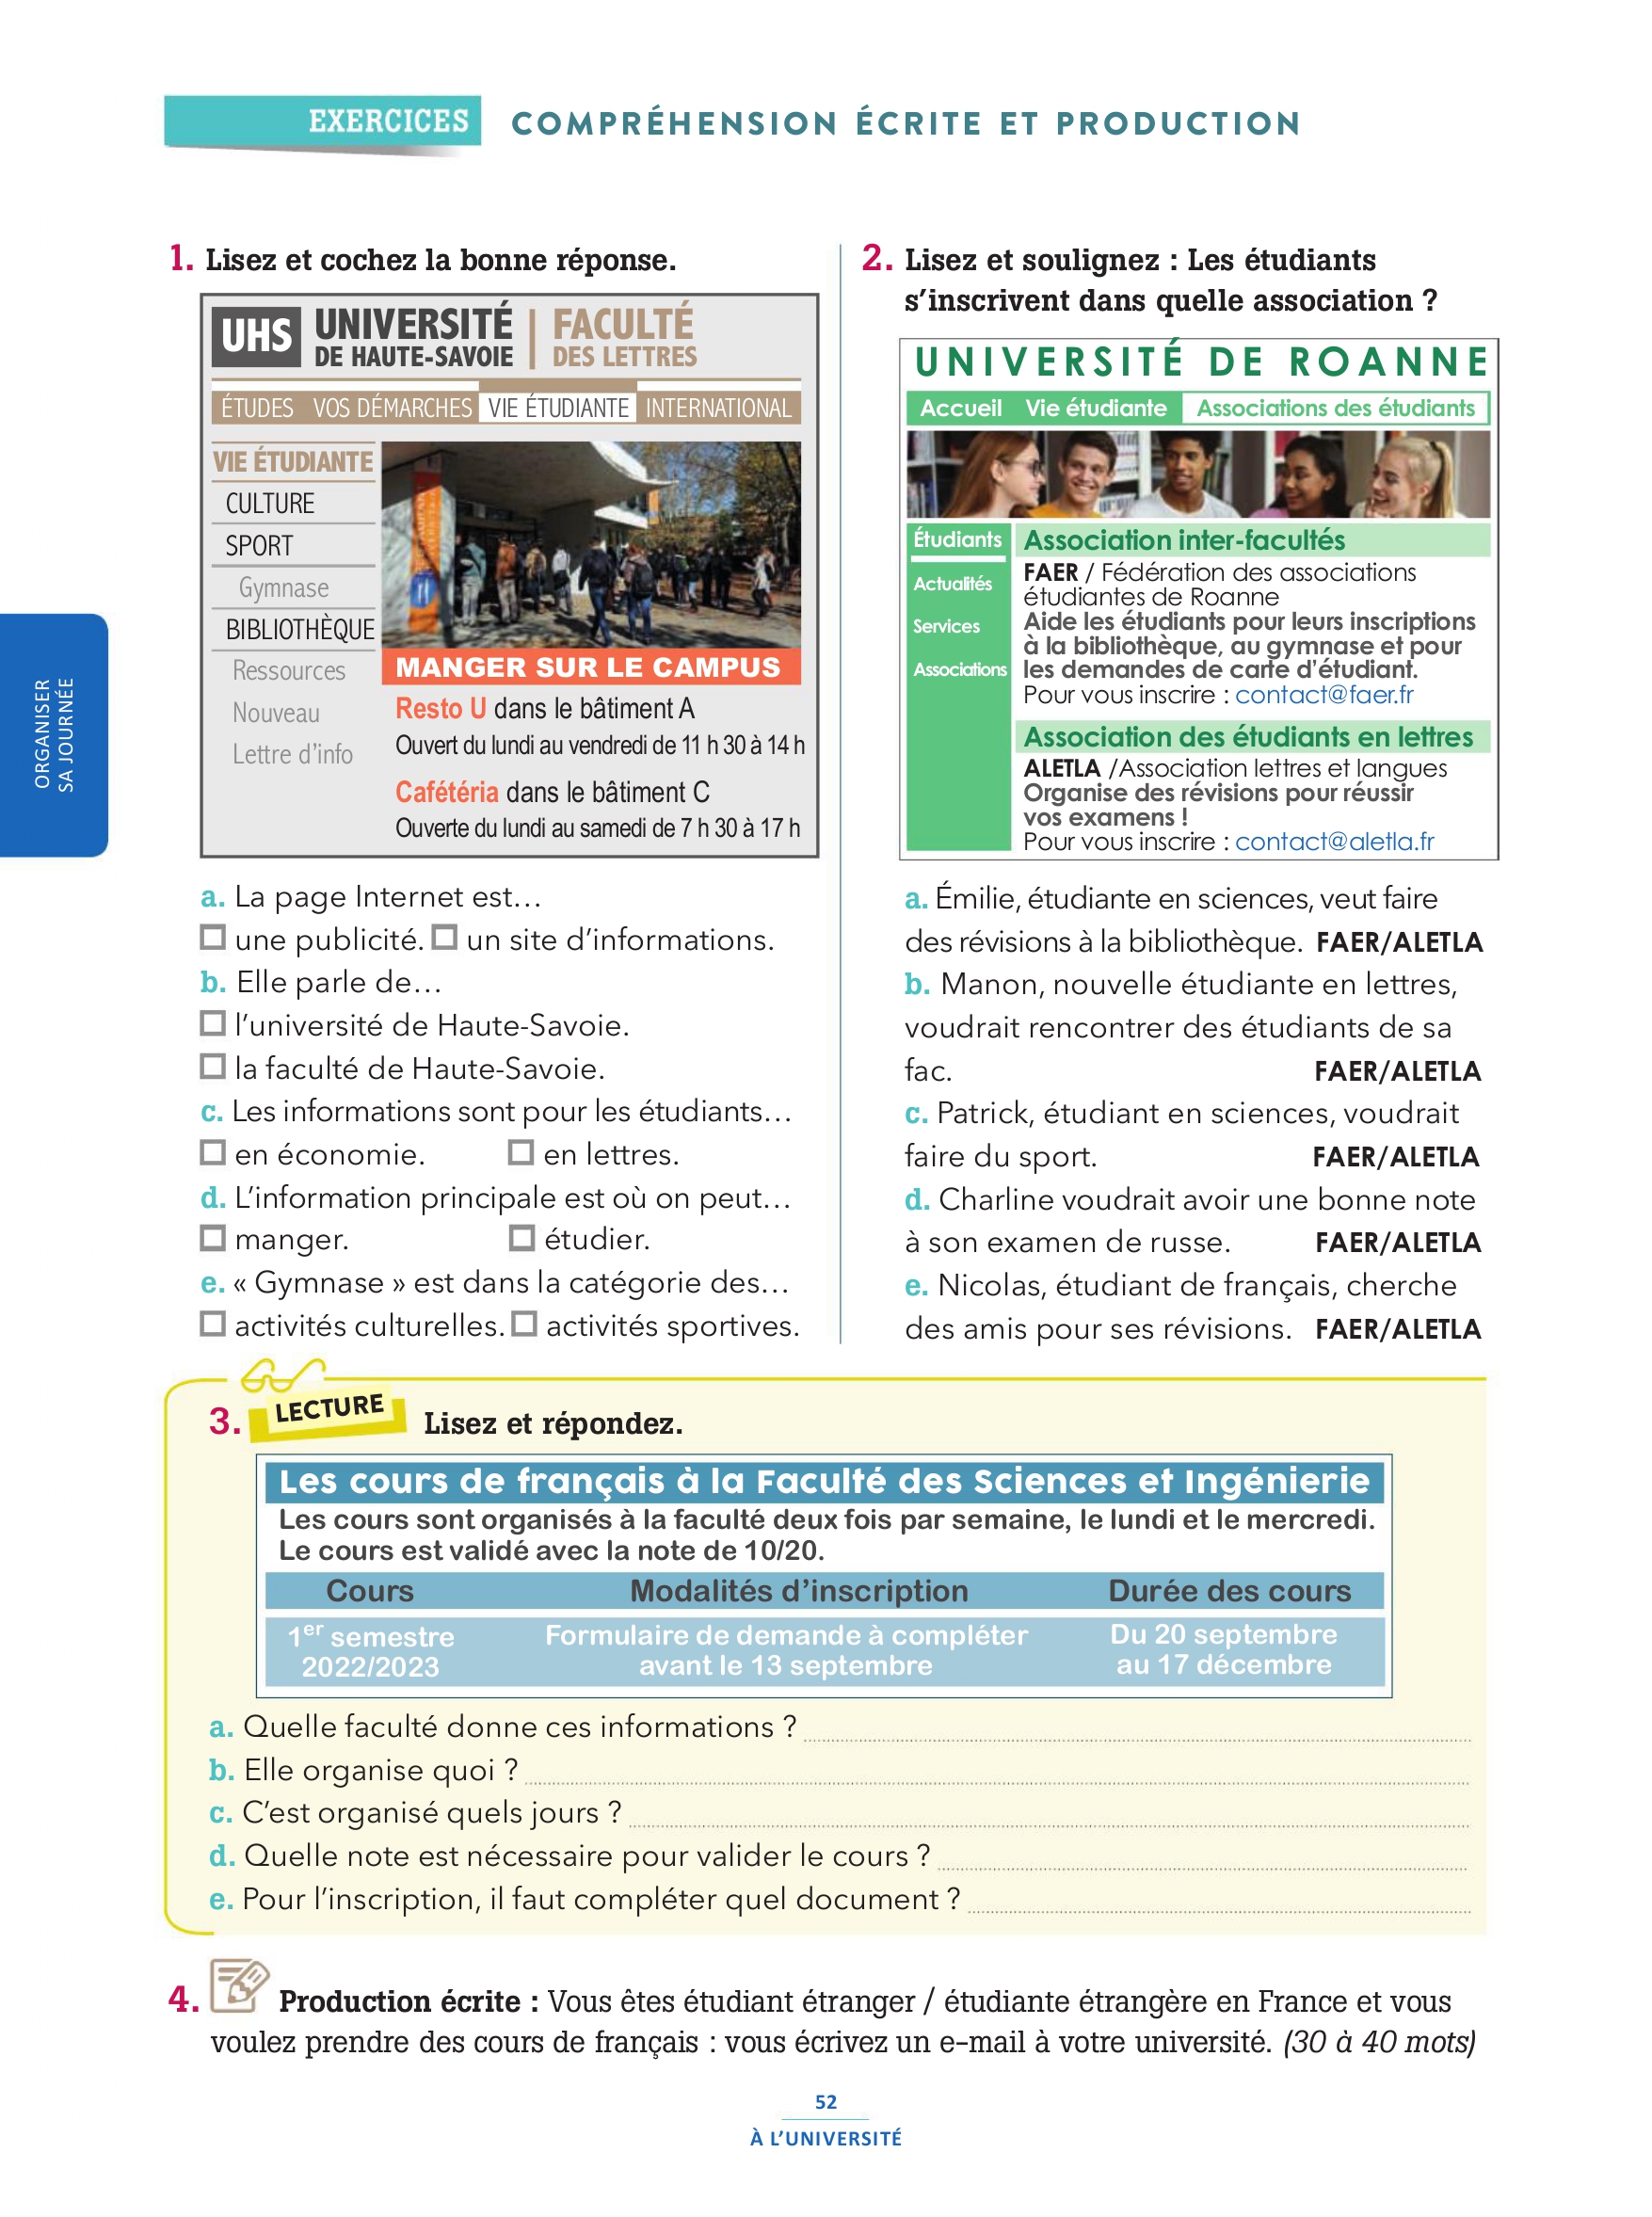 EXERCICES COMPRÉHENSION ÉCRITE ET PRODUCTION
ORGANISER
SA JOURNÉE
1. Lisez et cochez la bonne réponse.
UHS UNIVERSITÉ DE HAUTE-SAVOIE | FACULTÉ DES LETTRES
ÉTUDES VOS DÉMARCHES VIE ÉTUDIANTE INTERNATIONAL
VIE ÉTUDIANTE
CULTURE
SPORT
Gymnase
BIBLIOTHÈQUE
Ressources
Nouveau
Lettre d'info
MANGER SUR LE CAMPUS
Resto U dans le bâtiment A
Ouvert du lundi au vendredi de 11 h 30 à 14 h
Cafétéria dans le bâtiment C
Ouverte du lundi au samedi de 7 h 30 à 17 h
a. La page Internet est…
☐ une publicité. ☐ un site d'informations.
b. Elle parle de…
☐ l'université de Haute-Savoie.
☐ la faculté de Haute-Savoie.
c. Les informations sont pour les étudiants…
☐ en économie. ☐ en lettres.
d. L'information principale est où on peut…
☐ manger. ☐ étudier.
e. « Gymnase » est dans la catégorie des…
☐ activités culturelles. ☐ activités sportives.
2. Lisez et soulignez : Les étudiants
s'inscrivent dans quelle association ?
UNIVERSITÉ DE ROANNE
Accueil Vie étudiante Associations des étudiants
Étudiants
Actualités
Services
Associations
Association inter-facultés
FAER / Fédération des associations
étudiantes de Roanne
Aide les étudiants pour leurs inscriptions
à la bibliothèque, au gymnase et pour
les demandes de carte d'étudiant.
Pour vous inscrire : contact@faer.fr
Association des étudiants en lettres
ALETLA /Association lettres et langues
Organise des révisions pour réussir
vos examens !
Pour vous inscrire : contact@aletla.fr
a. Émilie, étudiante en sciences, veut faire
des révisions à la bibliothèque. FAER/ALETLA
b. Manon, nouvelle étudiante en lettres,
voudrait rencontrer des étudiants de sa
fac. FAER/ALETLA
c. Patrick, étudiant en sciences, voudrait
faire du sport. FAER/ALETLA
d. Charline voudrait avoir une bonne note
à son examen de russe. FAER/ALETLA
e. Nicolas, étudiant de français, cherche
des amis pour ses révisions. FAER/ALETLA
3. LECTURE Lisez et répondez.
Les cours de français à la Faculté des Sciences et Ingénierie
Les cours sont organisés à la faculté deux fois par semaine, le lundi et le mercredi.
Le cours est validé avec la note de 10/20.
Cours Modalités d'inscription Durée des cours
1er semestre Formulaire de demande à compléter Du 20 septembre
2022/2023 avant le 13 septembre au 17 décembre
a. Quelle faculté donne ces informations ?
b. Elle organise quoi ?
c. C'est organisé quels jours ?
d. Quelle note est nécessaire pour valider le cours ?
e. Pour l'inscription, il faut compléter quel document ?
4. Production écrite : Vous êtes étudiant étranger / étudiante étrangère en France et vous
voulez prendre des cours de français : vous écrivez un e-mail à votre université. (30 à 40 mots)
52
À L'UNIVERSITÉ